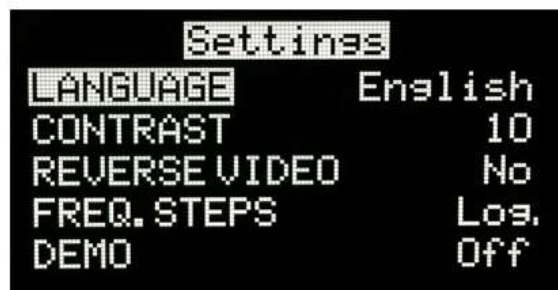 Settings
LANGUAGE English
CONTRAST 10
REVERSE VIDEO No
FREQ. STEPS Log.
DEMO Off